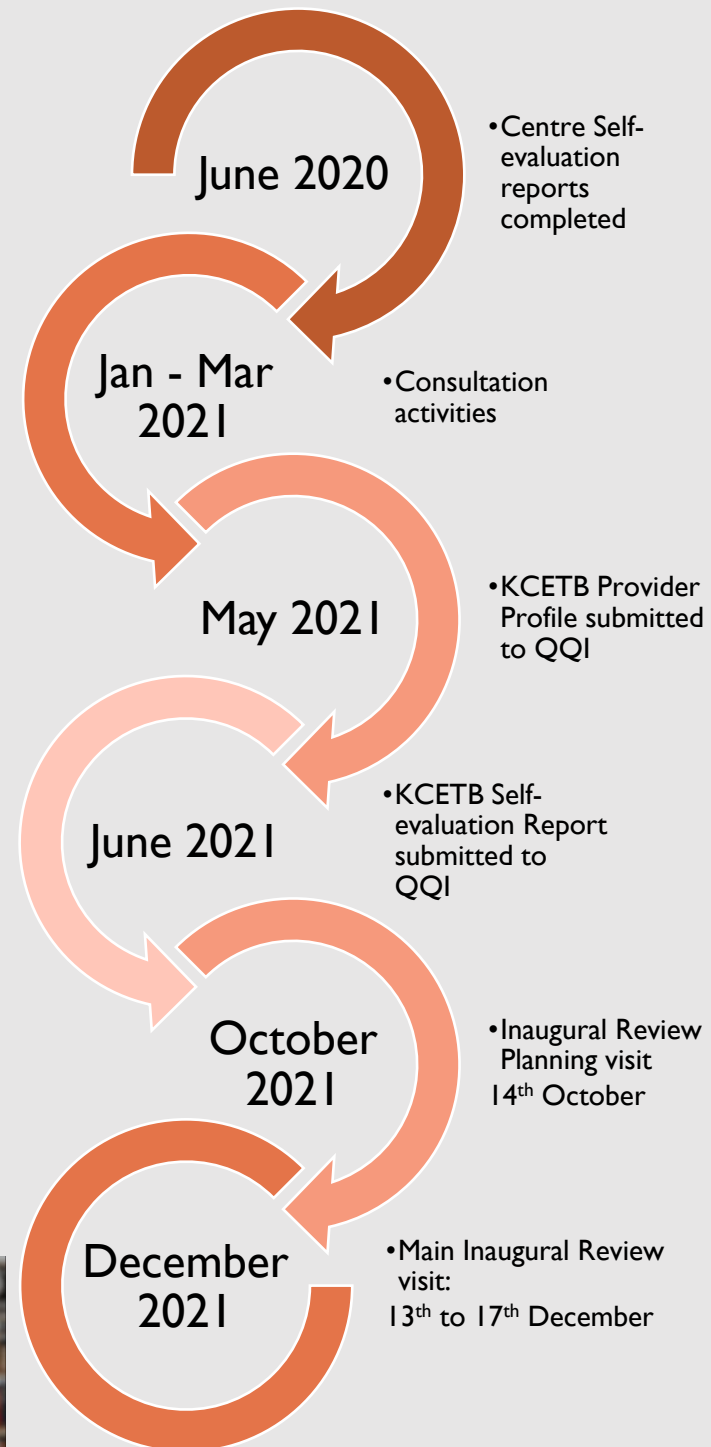 June 2020
•Centre Self-
evaluation
reports
completed
Jan - Mar
2021
•Consultation
activities
May 2021
•KCETB Provider
Profile submitted
to QQI
June 2021
•KCETB Self-
evaluation Report
submitted to
QQI
October
2021
•Inaugural Review
Planning visit
14th October
December
2021
•Main Inaugural Review
visit:
13th to 17th December